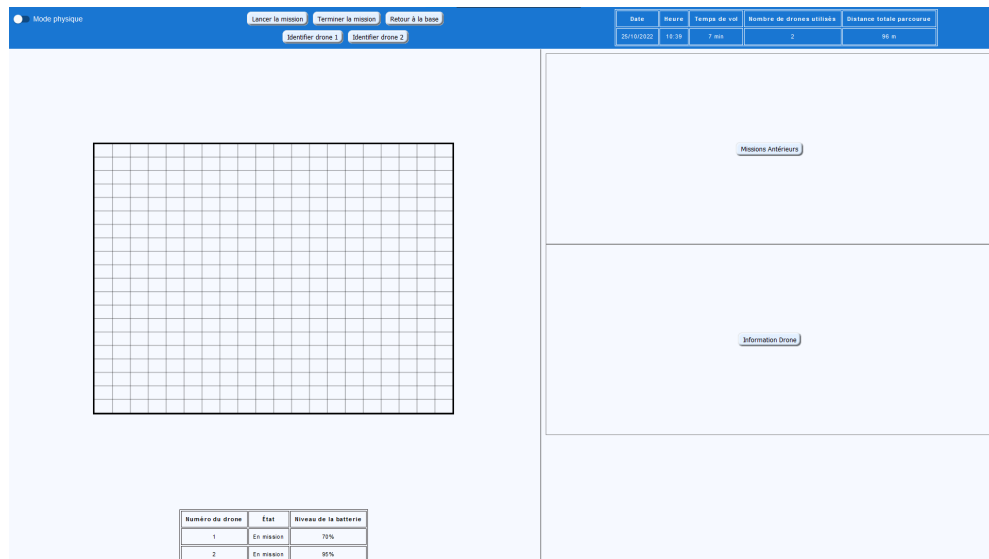 Mode physique
Lancer la mission Terminer la mission Retour à la base
Identifier drone 1 Identifier drone 2
Date Heure Temps de vol Nombre de drones utilisés Distance totale parcourue
25/10/2022 10:39 7 min 2 96 m
Missions Antérieurs
Information Drone
Numéro du drone État Niveau de la batterie
1 En mission 70%
2 En mission 95%